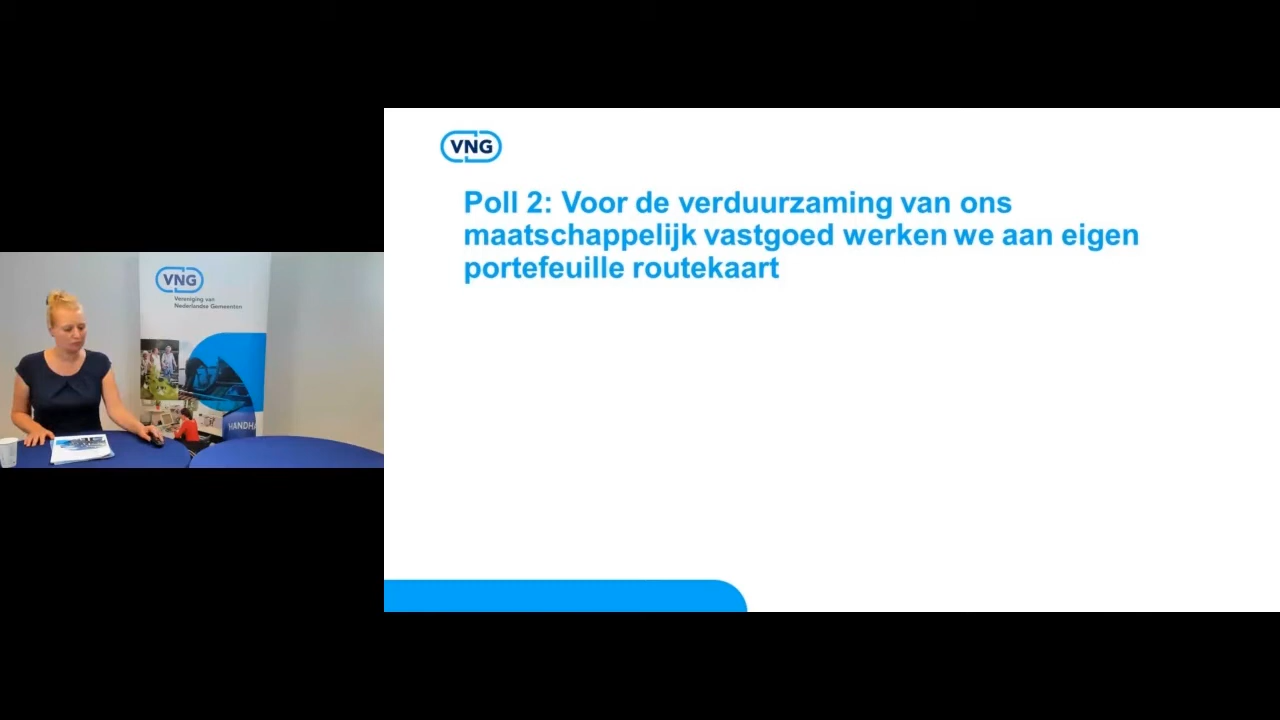 VNG
Poll 2: Voor de verduurzaming van ons
maatschappelijk vastgoed werken we aan eigen
portefeuille routekaart
VNG
Vereniging van
Nederlandse Gemeenten
HANDHA